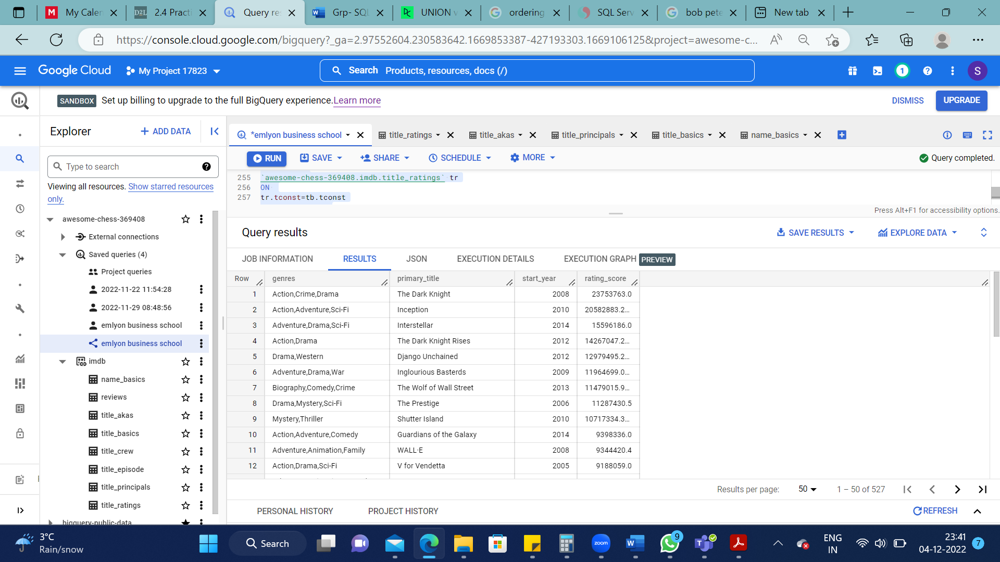 My Caler
2.4 Practi
Query re
Grp- SQL
UNION v
ordering
SQL Serv
bob pete
New tab
https://console.cloud.google.com/bigquery?_ga=2.97552604.230583642.1669853387-427193303.1669106125&project=awesome-c...
Google Cloud
My Project 17823
Search Products, resources, docs (/)
1
S
SANDBOX Set up billing to upgrade to the full BigQuery experience. Learn more
DISMISS
UPGRADE
Explorer
+ ADD DATA
*emlyon business school
title_ratings
title_akas
title_principals
title_basics
name_basics
RUN
SAVE
SHARE
SCHEDULE
MORE
Query completed.
Type to search
Viewing all resources. Show starred resources
only.
255 `awesome-chess-369408.imdb.title_ratings` tr
256 ON
257 tr.tconst=tb.tconst
Press Alt+F1 for accessibility options.
awesome-chess-369408
External connections
Saved queries (4)
Project queries
2022-11-22 11:54:28
2022-11-29 08:48:56
emlyon business school
emlyon business school
imdb
name_basics
reviews
title_akas
title_basics
title_crew
title_episode
title_principals
title_ratings
bigquery-public-data
Query results
SAVE RESULTS
EXPLORE DATA
JOB INFORMATION
RESULTS
JSON
EXECUTION DETAILS
EXECUTION GRAPH PREVIEW
Row genres primary_title start_year rating_score
1 Action,Crime,Drama The Dark Knight 2008 23753763.0
2 Action,Adventure,Sci-Fi Inception 2010 20582883.2...
3 Adventure,Drama,Sci-Fi Interstellar 2014 15596186.0
4 Action,Drama The Dark Knight Rises 2012 14267047.2...
5 Drama,Western Django Unchained 2012 12979495.2...
6 Adventure,Drama,War Inglourious Basterds 2009 11964699.0...
7 Biography,Comedy,Crime The Wolf of Wall Street 2013 11479015.9...
8 Drama,Mystery,Sci-Fi The Prestige 2006 11287430.5
9 Mystery,Thriller Shutter Island 2010 10717334.3...
10 Action,Adventure,Comedy Guardians of the Galaxy 2014 9398336.0
11 Adventure,Animation,Family WALL·E 2008 9344420.4
12 Action,Drama,Sci-Fi V for Vendetta 2005 9188059.0
Results per page: 50 1 – 50 of 527
PERSONAL HISTORY
PROJECT HISTORY
REFRESH
3°C
Rain/snow
Search
zoom
9
ENG
IN
23:41
04-12-2022
7